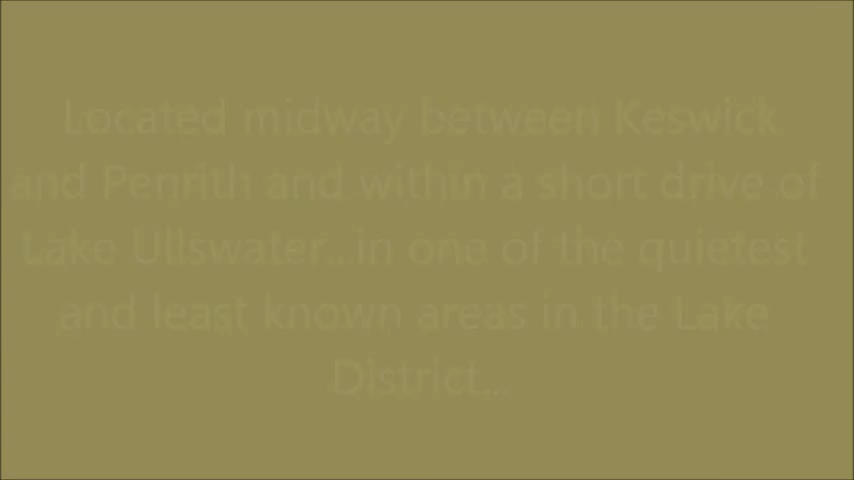 Located midway between Keswick
and Penrith and within a short drive of
Lake Ullswater...in one of the quietest
and least known areas in the Lake
District...